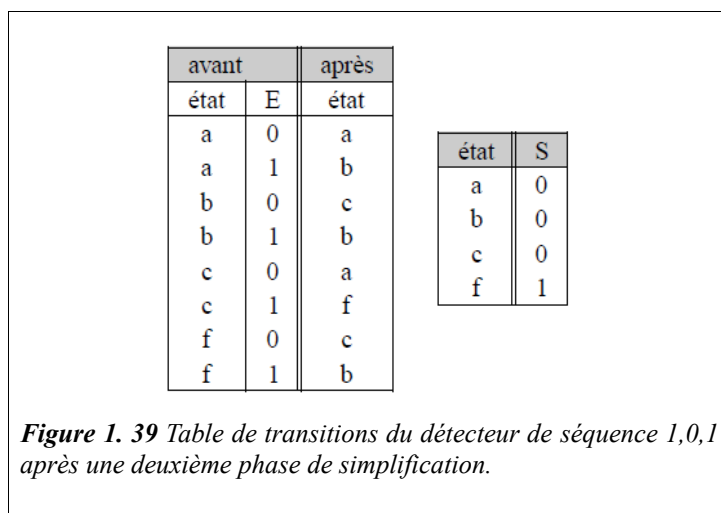 avant après
état E état
a 0 a
a 1 b
b 0 c
b 1 b
c 0 a
c 1 f
f 0 c
f 1 b
état S
a 0
b 0
c 0
f 1
Figure 1. 39 Table de transitions du détecteur de séquence 1,0,1
après une deuxième phase de simplification.